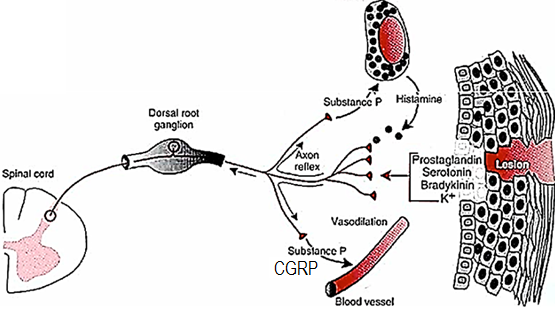 Substance P
Histamine
Dorsal root
ganglion
Axon
reflex
Spinal cord
Prostaglandin
Serotonin
Bradykinin
K+
Lesion
Vasodilation
Substance P
CGRP
Blood vessel